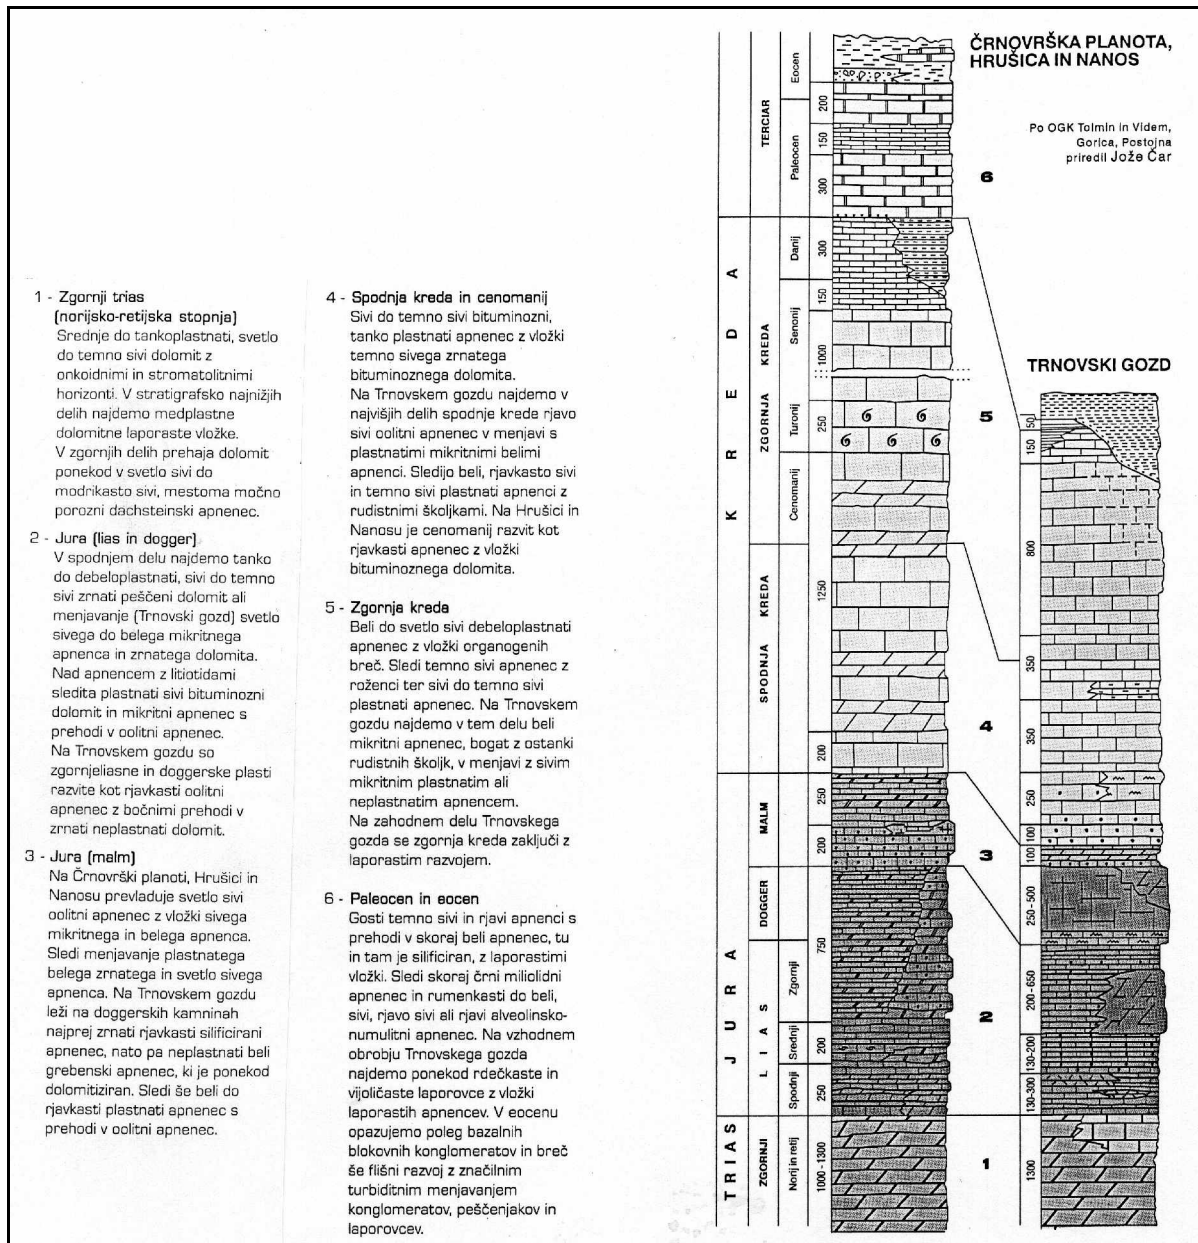 1 - Zgornji trias
(norijsko-retijska stopnja)
Srednje do tankoplastnati, svetlo
do temno sivi dolomit z
onkoidnimi in stromatolitnimi
horizonti. V stratigrafsko najnižjih
delih najdemo medplastne
dolomitne laporaste vložke.
V zgornjih delih prehaja dolomit
ponekod v svetlo sivi do
modrikasto sivi, mestoma močno
porozni dachsteinski apnenec.
2 - Jura (lias in dogger)
V spodnjem delu najdemo tanko
do debeloplastnati, sivi do temno
sivi zrnati peščeni dolomit ali
menjavanje (Trnovski gozd) svetlo
sivega do belega mikritnega
apnenca in zrnatega dolomita.
Nad apnencem z litiotidami
sledita plastnati sivi bituminozni
dolomit in mikritni apnenec s
prehodi v oolitni apnenec.
Na Trnovskem gozdu so
zgornjeliasne in doggerske plasti
razvite kot rjavkasti oolitni
apnenec z bočnimi prehodi v
zrnati neplastnati dolomit.
3 - Jura (malm)
Na Črnovrški planoti, Hrušici in
Nanosu prevladuje svetlo sivi
oolitni apnenec z vložki sivega
mikritnega in belega apnenca.
Sledi menjavanje plastnatega
belega zrnatega in svetlo sivega
apnenca. Na Trnovskem gozdu
leži na doggerskih kamninah
najprej zrnati rjavkasti silificirani
apnenec, nato pa neplastnati beli
grebenski apnenec, ki je ponekod
dolomitiziran. Sledi še beli do
rjavkasti plastnati apnenec s
prehodi v oolitni apnenec.
4 - Spodnja kreda in cenomanij
Sivi do temno sivi bituminozni,
tanko plastnati apnenec z vložki
temno sivega zrnatega
bituminoznega dolomita.
Na Trnovskem gozdu najdemo v
najvišjih delih spodnje krede rjavo
sivi oolitni apnenec v menjavi s
plastnatimi mikritnimi belimi
apnenci. Sledijo beli, rjavkasto sivi
in temno sivi plastnati apnenci z
rudistnimi školjkami. Na Hrušici in
Nanosu je cenomanij razvit kot
rjavkasti apnenec z vložki
bituminoznega dolomita.
5 - Zgornja kreda
Beli do svetlo sivi debeloplastnati
apnenec z vložki organogenih
breč. Sledi temno sivi apnenec z
roženci ter sivi do temno sivi
plastnati apnenec. Na Trnovskem
gozdu najdemo v tem delu beli
mikritni apnenec, bogat z ostanki
rudistnih školjk, v menjavi z sivim
mikritnim plastnatim ali
neplastnatim apnencem.
Na zahodnem delu Trnovskega
gozda se zgornja kreda zaključi z
laporastim razvojem.
6 - Paleocen in eocen
Gosti temno sivi in rjavi apnenci s
prehodi v skoraj beli apnenec, tu
in tam je silificiran, z laporastimi
vložki. Sledi skoraj črni miliolidni
apnenec in rumenkasti do beli,
sivi, rjavo sivi ali rjavi alveolinsko-
numulitni apnenec. Na vzhodnem
obrobju Trnovskega gozda
najdemo ponekod rdečkaste in
vijoličaste laporovce z vložki
laporastih apnencev. V eocenu
opazujemo poleg bazalnih
blokovnih konglomeratov in breč
še flišni razvoj z značilnim
turbiditnim menjavanjem
konglomeratov, peščenjakov in
laporovcev.
ČRNOVRŠKA PLANOTA,
HRUŠICA IN NANOS
Po OGK Tolmin in Videm,
Gorica, Postojna
priredil Jože Čar
TRNOVSKI GOZD
TERCIAR
Eocen
Paleocen
200
150
300
6
KREDA
ZGORNJA KREDA
Danij
Senonij
Turonij
Cenomanij
300
150
1000
250
5
SPODNJA KREDA
1250
200
4
JURA
MALM
250
200
3
DOGGER
LIAS
Zgornji
Srednji
Spodnji
750
200
250
2
TRIAS
ZGORNJI
Norij in retij
1000 - 1300
1
50
150
800
350
350
250
100
100
250 - 500
200 - 650
130-200
130-300
1300